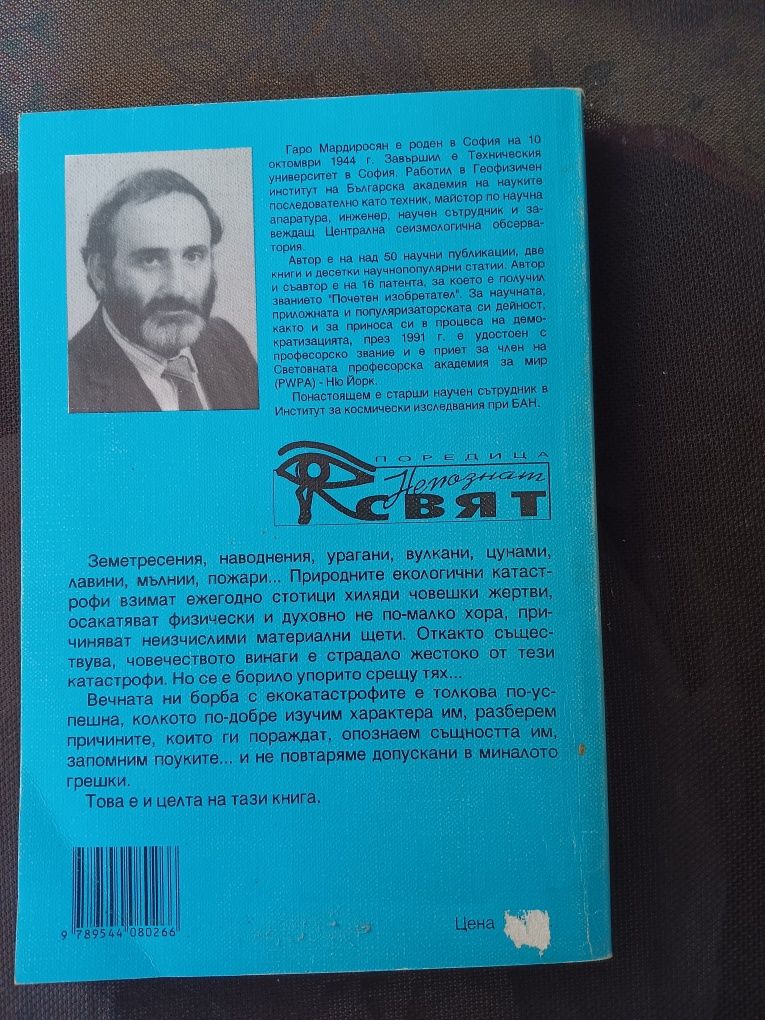 Гаро Мардиросян е роден в София на 10
октомври 1944 г. Завършил е Техническия
университет в София. Работил в Геофизичен
институт на Българска академия на науките
последователно като техник, майстор по научна
апаратура, инженер, научен сътрудник и за-
веждащ Централна сеизмологична обсерва-
тория.
Автор е на над 50 научни публикации, две
книги и десетки научнопопулярни статии. Автор
и съавтор е на 16 патента, за което е получил
званието "Почетен изобретател". За научната,
приложната и популяризаторската си дейност,
както и за приноса си в процеса на демо-
кратизацията, през 1991 г. е удостоен с
професорско звание и е приет за член на
Световната професорска академия за мир
(PWPA) - Ню Йорк.
Понастоящем е старши научен сътрудник в
Институт за космически изследвания при БАН.
ПОРЕДИЦА
Непознат
СВЯТ
Земетресения, наводнения, урагани, вулкани, цунами,
лавини, мълнии, пожари... Природните екологични катаст-
рофи взимат ежегодно стотици хиляди човешки жертви,
осакатяват физически и духовно не по-малко хора, при-
чиняват неизчислими материални щети. Откакто същес-
твува, човечеството винаги е страдало жестоко от тези
катастрофи. Но се е борило упорито срещу тях...
Вечната ни борба с екокатастрофите е толкова по-ус-
пешна, колкото по-добре изучим характера им, разберем
причините, които ги пораждат, опознаем същността им,
запомним поуките... и не повтаряме допускани в миналото
грешки.
Това е и целта на тази книга.
9 789544 080266
Цена